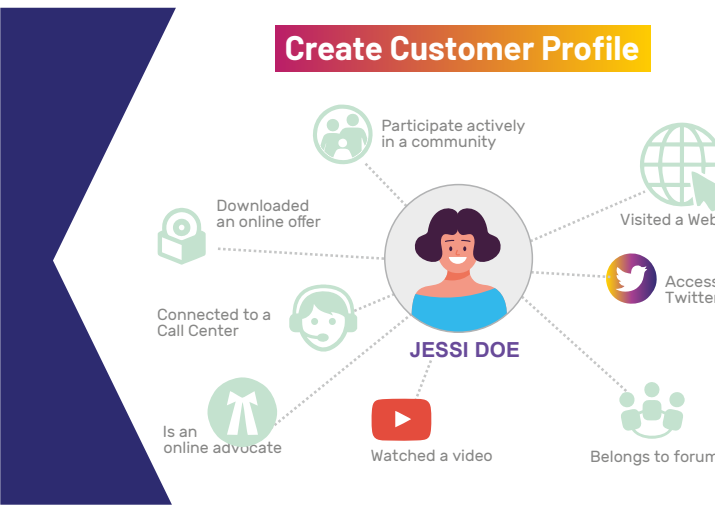 Create Customer Profile
Participate actively
in a community
Downloaded
an online offer
Visited a Web
Access
Twitter
Connected to a
Call Center
JESSI DOE
Is an
online advocate
Watched a video
Belongs to forum